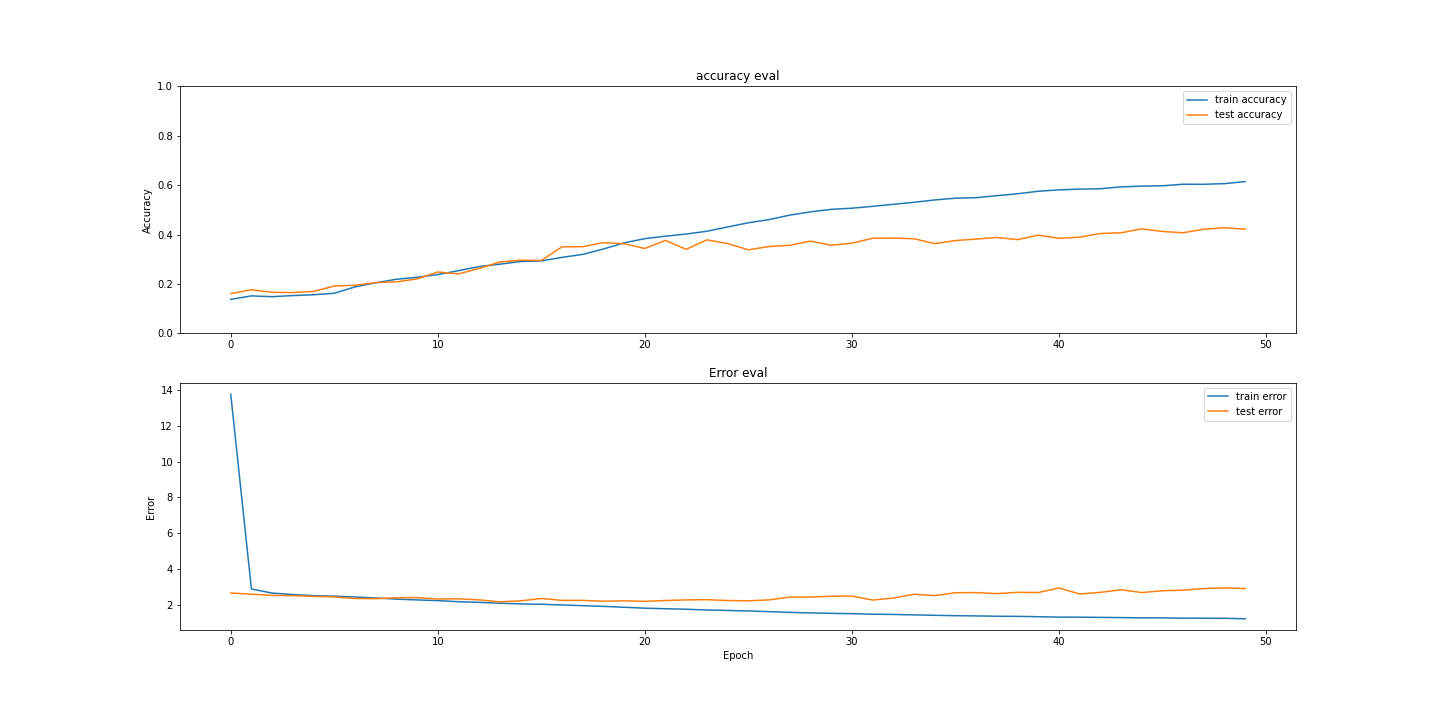 accuracy eval
1.0
0.8
0.6
0.4
0.2
0.0
Accuracy
train accuracy
test accuracy
0 10 20 30 40 50
Error eval
14
12
10
8
6
4
2
Error
train error
test error
0 10 20 30 40 50
Epoch